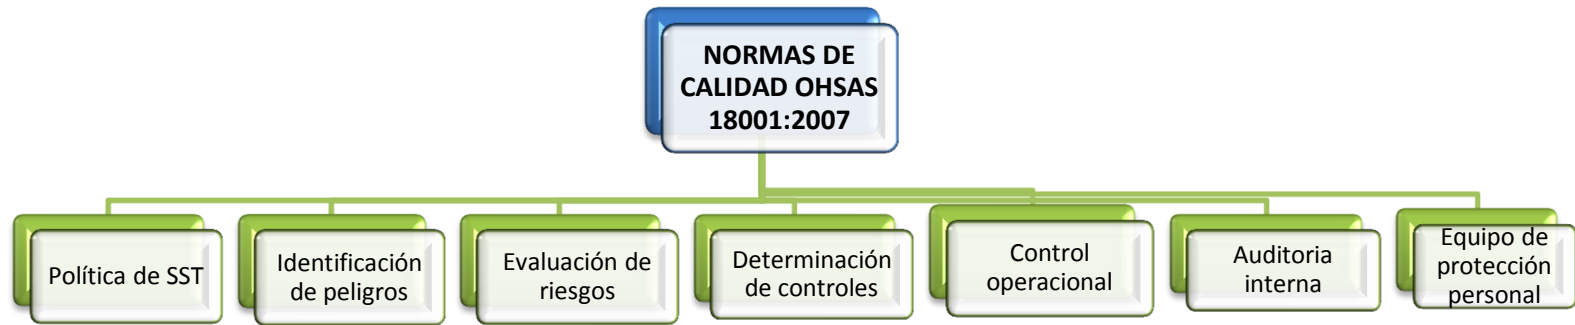 NORMAS DE
CALIDAD OHSAS
18001:2007
Política de SST
Identificación
de peligros
Evaluación de
riesgos
Determinación
de controles
Control
operacional
Auditoria
interna
Equipo de
protección
personal